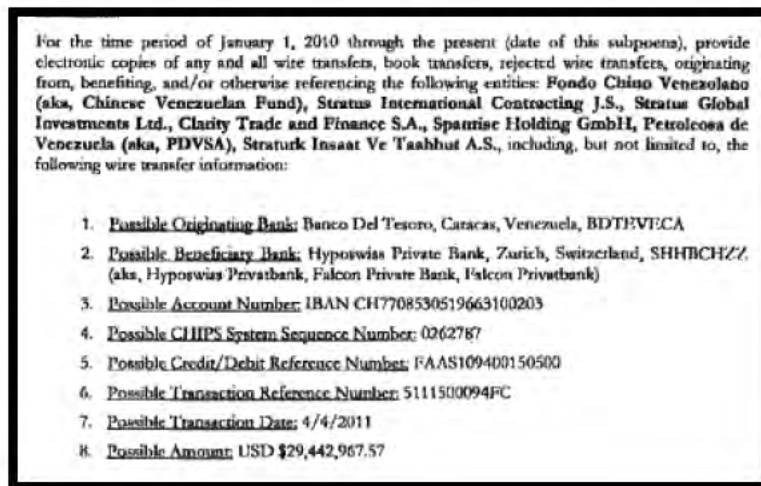 For the time period of January 1, 2010 through the present (date of this subpoena), provide
electronic copies of any and all wire transfers, book transfers, rejected wire transfers, originating
from, benefiting, and/or otherwise referencing the following entities: Fondo Chino Venezolano
(aka, Chinese Venezuelan Fund), Stratus International Contracting J.S., Stratus Global
Investments Ltd., Clarity Trade and Finance S.A., Spanrise Holding GmbH, Petroleosa de
Venezuela (aka, PDVSA), Straturk Insaat Ve Taahhut A.S., including, but not limited to, the
following wire transfer information:
1. Possible Originating Bank: Banco Del Tesoro, Caracas, Venezuela, BDTEVECA
2. Possible Beneficiary Bank: Hyposwiss Private Bank, Zurich, Switzerland, SHHBCHZZ
(aka, Hyposwiss Privatbank, Falcon Private Bank, Falcon Privatbank)
3. Possible Account Number: IBAN CH7708530519663100203
4. Possible CHIPS System Sequence Number: 0262787
5. Possible Credit/Debit Reference Number: FAAS109400150500
6. Possible Transaction Reference Number: 5111500094FC
7. Possible Transaction Date: 4/4/2011
8. Possible Amount: USD $29,442,967.57